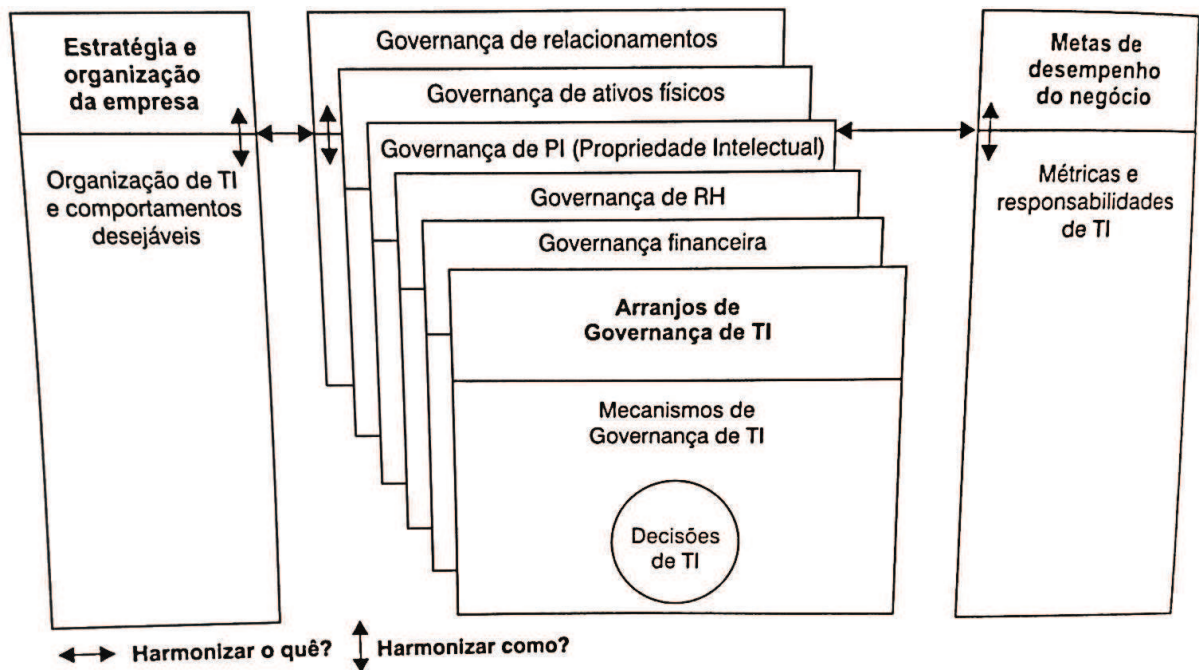 Estratégia e
organização
da empresa
Organização de TI
e comportamentos
desejáveis
Governança de relacionamentos
Governança de ativos físicos
Governança de PI (Propriedade Intelectual)
Governança de RH
Governança financeira
Arranjos de
Governança de TI
Mecanismos de
Governança de TI
Decisões
de TI
Metas de
desempenho
do negócio
Métricas e
responsabilidades
de TI
Harmonizar o quê?
Harmonizar como?